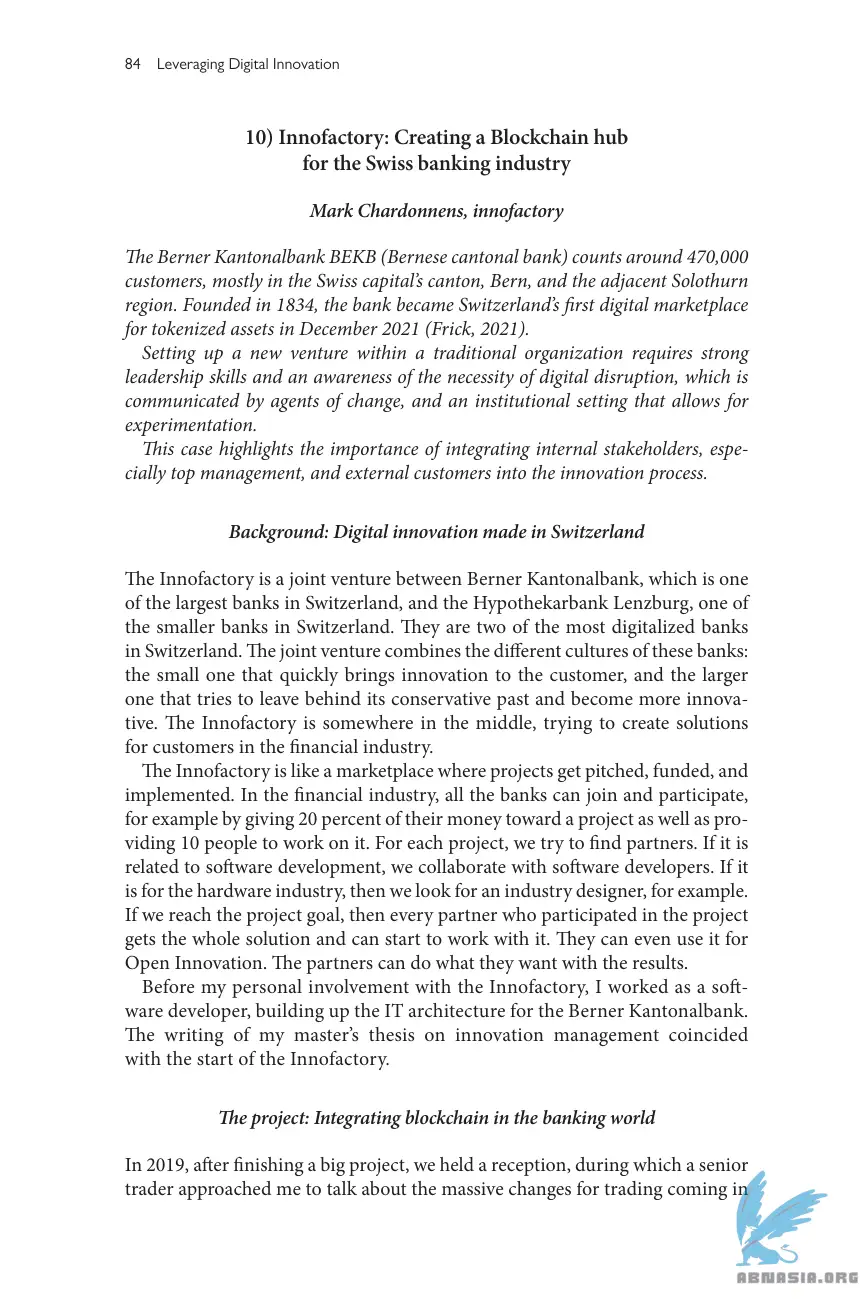 84 Leveraging Digital Innovation
10) Innofactory: Creating a Blockchain hub
for the Swiss banking industry
Mark Chardonnens, innofactory
The Berner Kantonalbank BEKB (Bernese cantonal bank) counts around 470,000
customers, mostly in the Swiss capital’s canton, Bern, and the adjacent Solothurn
region. Founded in 1834, the bank became Switzerland’s first digital marketplace
for tokenized assets in December 2021 (Frick, 2021).
Setting up a new venture within a traditional organization requires strong
leadership skills and an awareness of the necessity of digital disruption, which is
communicated by agents of change, and an institutional setting that allows for
experimentation.
This case highlights the importance of integrating internal stakeholders, espe-
cially top management, and external customers into the innovation process.
Background: Digital innovation made in Switzerland
The Innofactory is a joint venture between Berner Kantonalbank, which is one
of the largest banks in Switzerland, and the Hypothekarbank Lenzburg, one of
the smaller banks in Switzerland. They are two of the most digitalized banks
in Switzerland. The joint venture combines the different cultures of these banks:
the small one that quickly brings innovation to the customer, and the larger
one that tries to leave behind its conservative past and become more innova-
tive. The Innofactory is somewhere in the middle, trying to create solutions
for customers in the financial industry.
The Innofactory is like a marketplace where projects get pitched, funded, and
implemented. In the financial industry, all the banks can join and participate,
for example by giving 20 percent of their money toward a project as well as pro-
viding 10 people to work on it. For each project, we try to find partners. If it is
related to software development, we collaborate with software developers. If it
is for the hardware industry, then we look for an industry designer, for example.
If we reach the project goal, then every partner who participated in the project
gets the whole solution and can start to work with it. They can even use it for
Open Innovation. The partners can do what they want with the results.
Before my personal involvement with the Innofactory, I worked as a soft-
ware developer, building up the IT architecture for the Berner Kantonalbank.
The writing of my master’s thesis on innovation management coincided
with the start of the Innofactory.
The project: Integrating blockchain in the banking world
In 2019, after finishing a big project, we held a reception, during which a senior
trader approached me to talk about the massive changes for trading coming in
ABNASIA.ORG